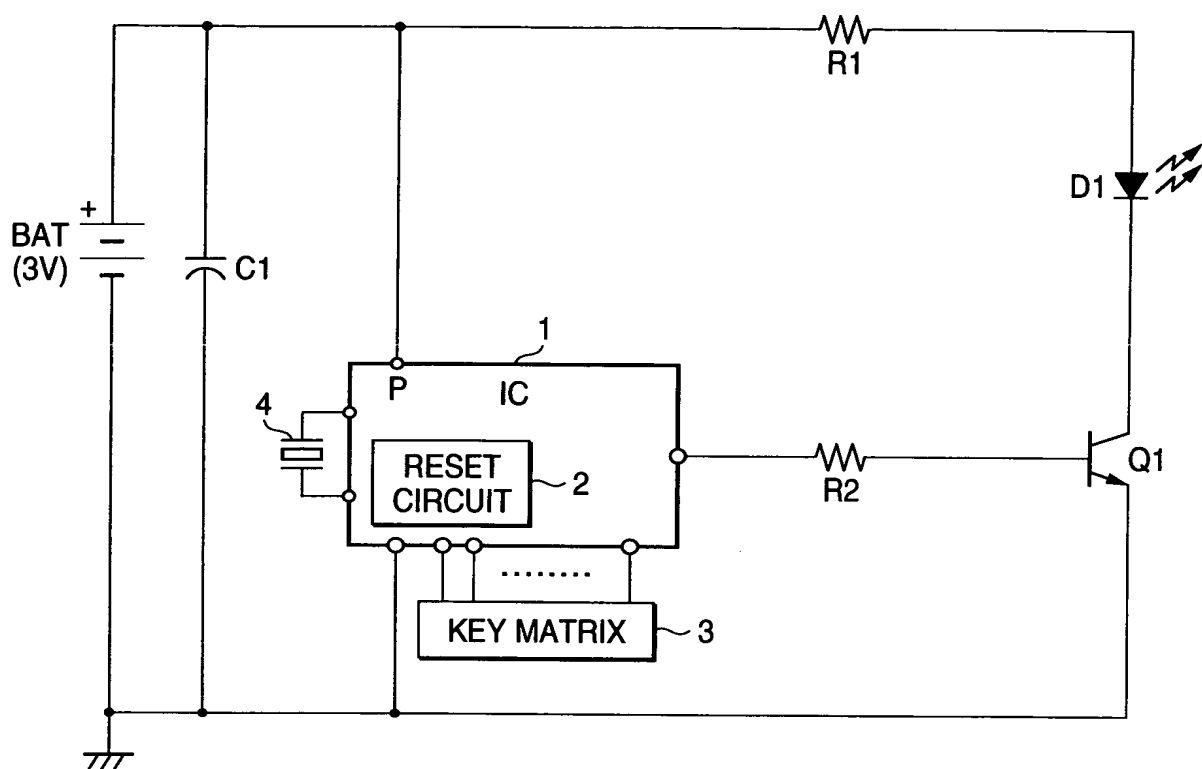 R1
D1
+
BAT
(3V)
C1
1
P
IC
4
RESET
CIRCUIT
2
R2
Q1
KEY MATRIX
3